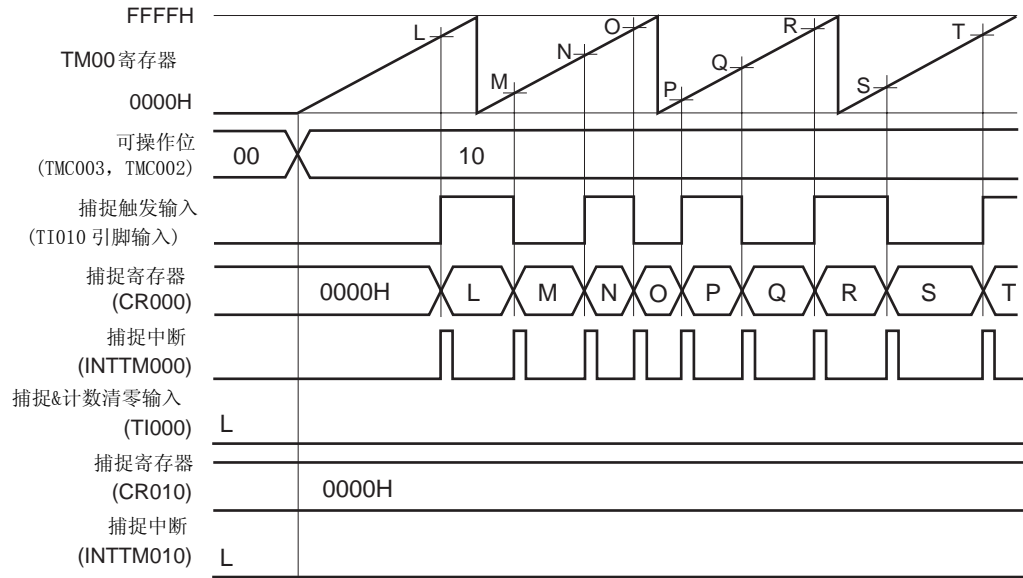 FFFFH
TM00寄存器
0000H
L
M
N
O
P
Q
R
S
T
可操作位
(TMC003，TMC002)
00
10
捕捉触发输入
(TI010 引脚输入)
捕捉寄存器
(CR000)
0000H
L
M
N
O
P
Q
R
S
T
捕捉中断
(INTTM000)
捕捉&计数清零输入
(TI000)
L
捕捉寄存器
(CR010)
0000H
捕捉中断
(INTTM010)
L